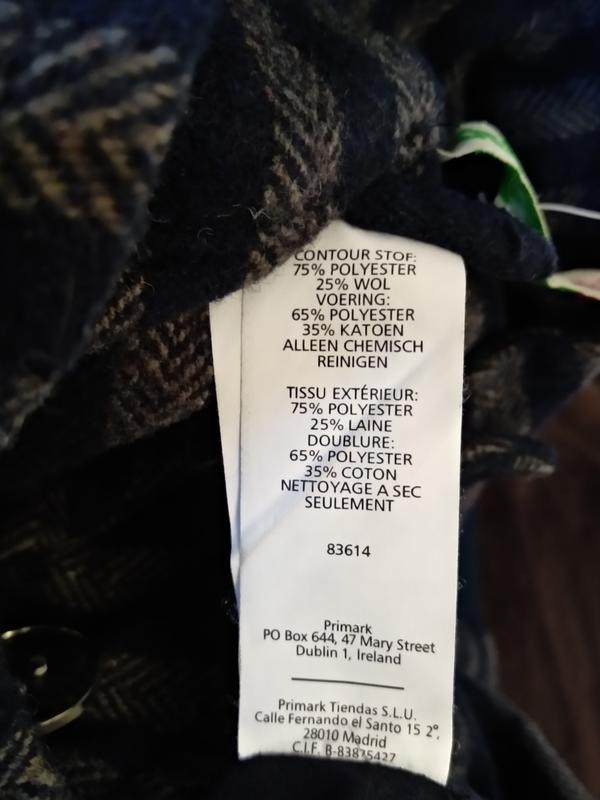 CONTOUR STOF:
75% POLYESTER
25% WOL
VOERING:
65% POLYESTER
35% KATOEN
ALLEEN CHEMISCH
REINIGEN
TISSU EXTÉRIEUR:
75% POLYESTER
25% LAINE
DOUBLURE:
65% POLYESTER
35% COTON
NETTOYAGE A SEC
SEULEMENT
83614
Primark
PO Box 644, 47 Mary Street
Dublin 1, Ireland
Primark Tiendas S.L.U.
Calle Fernando el Santo 15 2º,
28010 Madrid
C.I.F. B-83875427